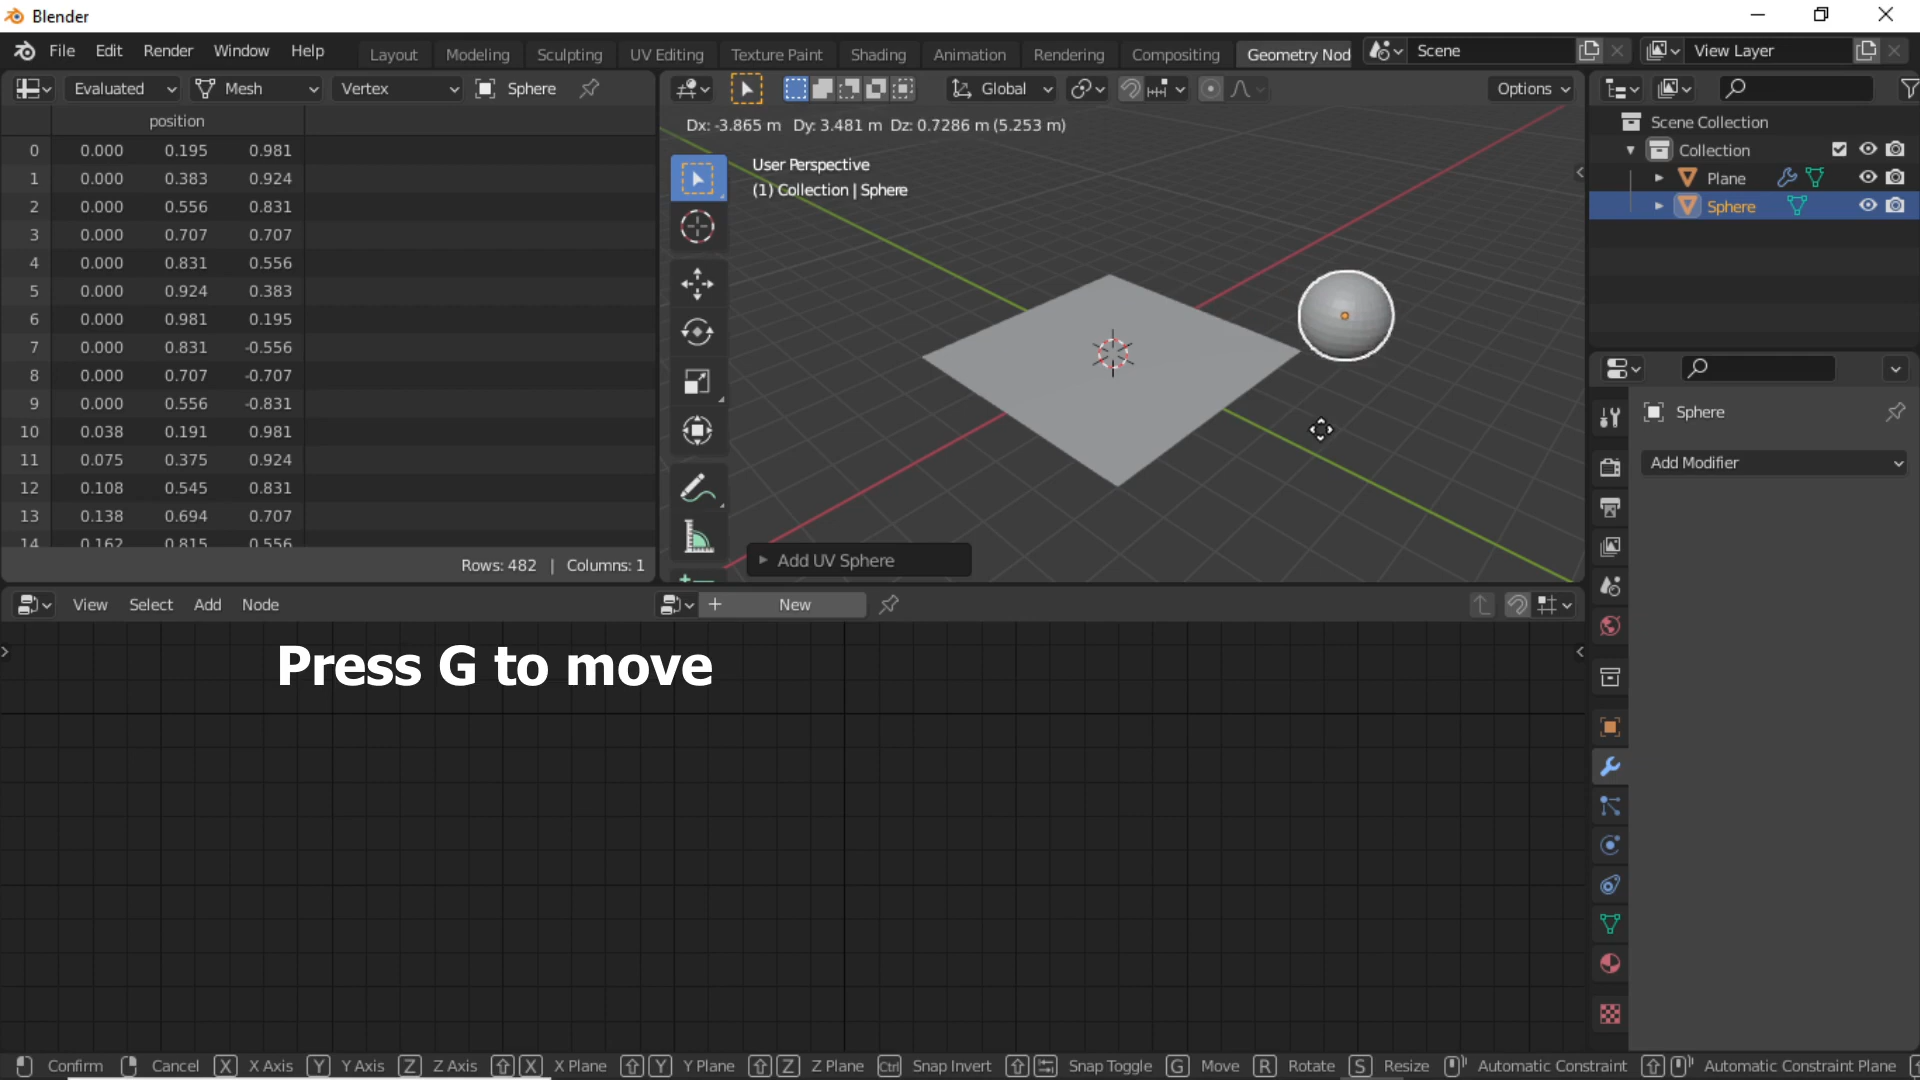 Blender
File Edit Render Window Help Layout Modeling Sculpting UV Editing Texture Paint Shading Animation Rendering Compositing Geometry Nod Scene View Layer
Evaluated Mesh Vertex Sphere Global Options
position
0 0.000 0.195 0.981
1 0.000 0.383 0.924
2 0.000 0.556 0.831
3 0.000 0.707 0.707
4 0.000 0.831 0.556
5 0.000 0.924 0.383
6 0.000 0.981 0.195
7 0.000 0.831 -0.556
8 0.000 0.707 -0.707
9 0.000 0.556 -0.831
10 0.038 0.191 0.981
11 0.075 0.375 0.924
12 0.108 0.545 0.831
13 0.138 0.694 0.707
14 0.162 0.815 0.556
Rows: 482 | Columns: 1
Dx: -3.865 m Dy: 3.481 m Dz: 0.7286 m (5.253 m)
User Perspective
(1) Collection | Sphere
Add UV Sphere
Scene Collection
Collection
Plane
Sphere
Sphere
Add Modifier
View Select Add Node New
Press G to move
Confirm Cancel X X Axis Y Y Axis Z Z Axis X X Plane Y Y Plane Z Z Plane Ctrl Snap Invert Snap Toggle G Move R Rotate S Resize Automatic Constraint Automatic Constraint Plane